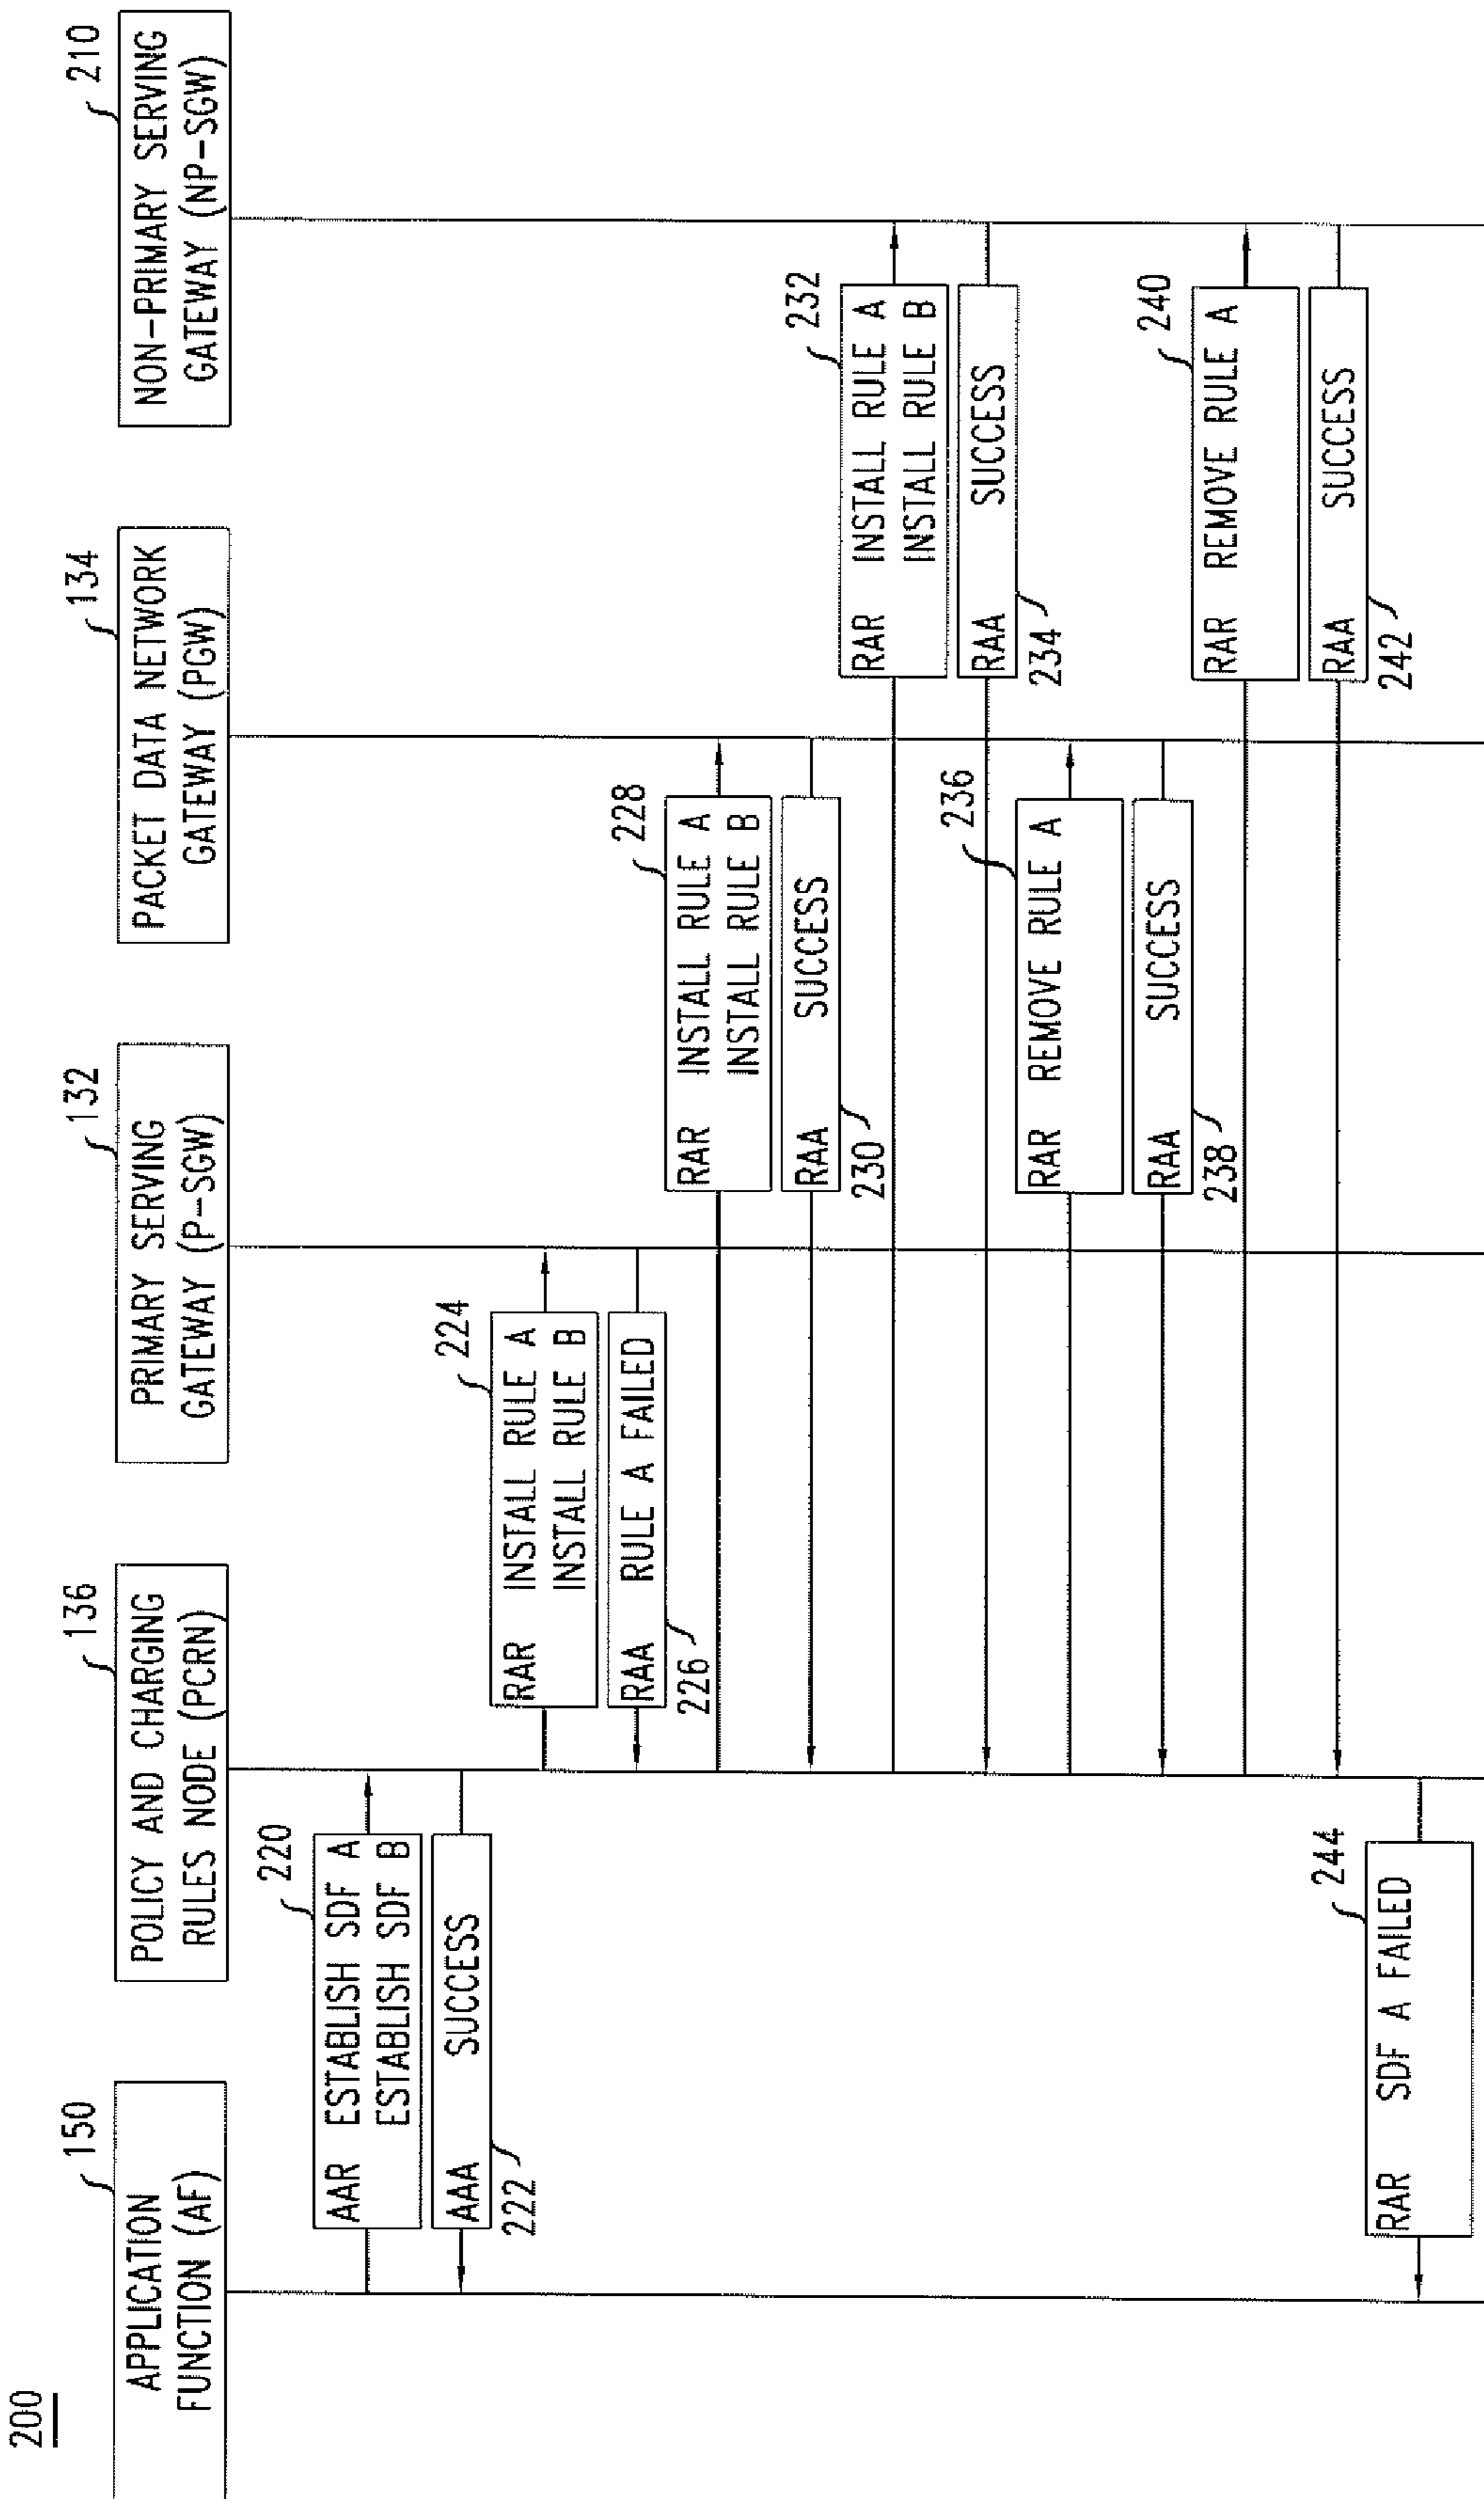 200
150
APPLICATION
FUNCTION (AF)
136
POLICY AND CHARGING
RULES NODE (PCRN)
132
PRIMARY SERVING
GATEWAY (P-SGW)
134
PACKET DATA NETWORK
GATEWAY (PGW)
210
NON-PRIMARY SERVING
GATEWAY (NP-SGW)
220
AAR ESTABLISH SDF A
ESTABLISH SDF B
AAA SUCCESS
222
224
RAR INSTALL RULE A
INSTALL RULE B
RAA RULE A FAILED
226
228
RAR INSTALL RULE A
INSTALL RULE B
RAA SUCCESS
230
232
RAR INSTALL RULE A
INSTALL RULE B
RAA SUCCESS
234
236
RAR REMOVE RULE A
RAA SUCCESS
238
240
RAR REMOVE RULE A
RAA SUCCESS
242
244
RAR SDF A FAILED